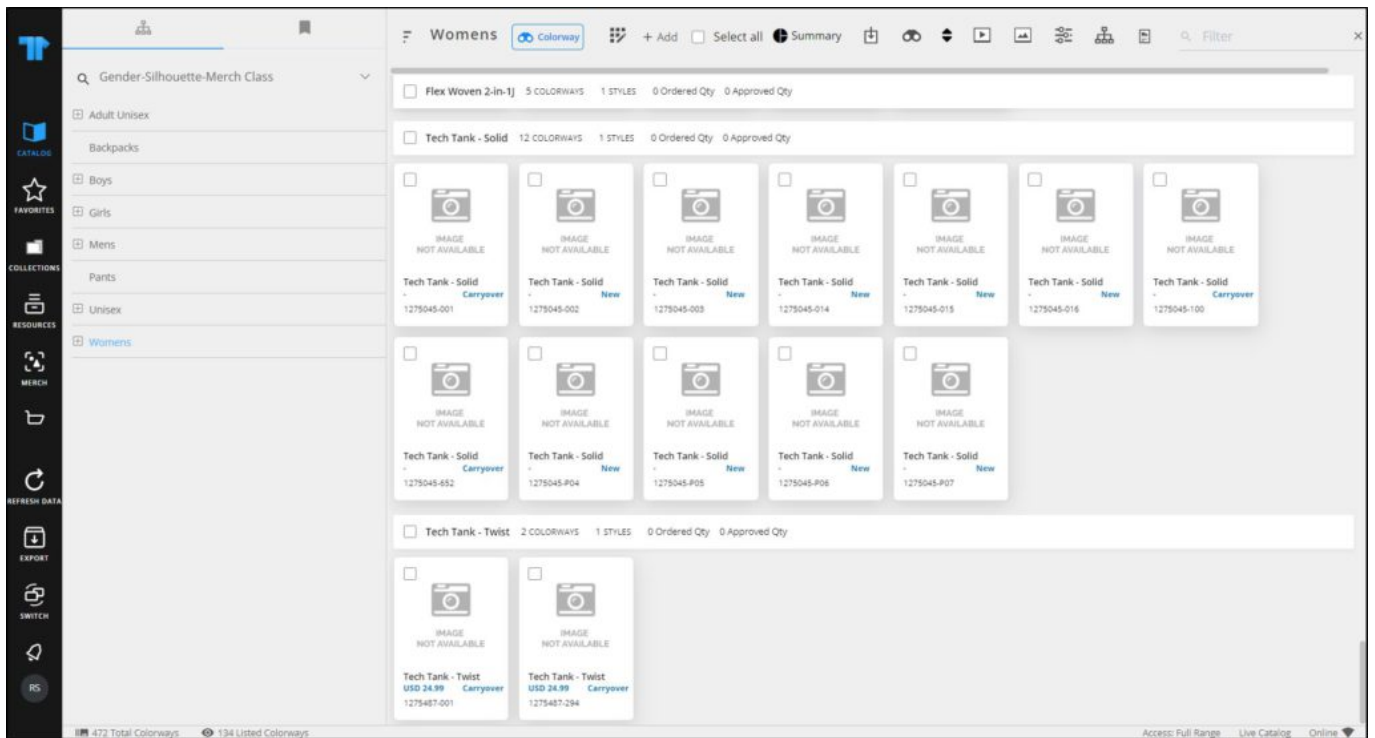 Womens Colorway + Add Select all Summary Filter
Gender-Silhouette-Merch Class
Adult Unisex
Backpacks
Boys
Girls
Mens
Pants
Unisex
Womens
CATALOG
FAVORITES
COLLECTIONS
RESOURCES
MERCH
REFRESH DATA
EXPORT
SWITCH
RS
Flex Woven 2-in-1J 5 COLORWAYS 1 STYLES 0 Ordered Qty 0 Approved Qty
Tech Tank - Solid 12 COLORWAYS 1 STYLES 0 Ordered Qty 0 Approved Qty
IMAGE IMAGE IMAGE IMAGE IMAGE IMAGE IMAGE
NOT AVAILABLE NOT AVAILABLE NOT AVAILABLE NOT AVAILABLE NOT AVAILABLE NOT AVAILABLE NOT AVAILABLE
Tech Tank - Solid Tech Tank - Solid Tech Tank - Solid Tech Tank - Solid Tech Tank - Solid Tech Tank - Solid Tech Tank - Solid
- Carryover - New - New - New - New - New - Carryover
1275045-001 1275045-002 1275045-003 1275045-014 1275045-015 1275045-016 1275045-100
IMAGE IMAGE IMAGE IMAGE IMAGE
NOT AVAILABLE NOT AVAILABLE NOT AVAILABLE NOT AVAILABLE NOT AVAILABLE
Tech Tank - Solid Tech Tank - Solid Tech Tank - Solid Tech Tank - Solid Tech Tank - Solid
- Carryover - New - New - New - New
1275045-652 1275045-P04 1275045-P05 1275045-P06 1275045-P07
Tech Tank - Twist 2 COLORWAYS 1 STYLES 0 Ordered Qty 0 Approved Qty
IMAGE IMAGE
NOT AVAILABLE NOT AVAILABLE
Tech Tank - Twist Tech Tank - Twist
USD 24.99 Carryover USD 24.99 Carryover
1275487-001 1275487-294
472 Total Colorways 134 Listed Colorways Access: Full Range Live Catalog Online